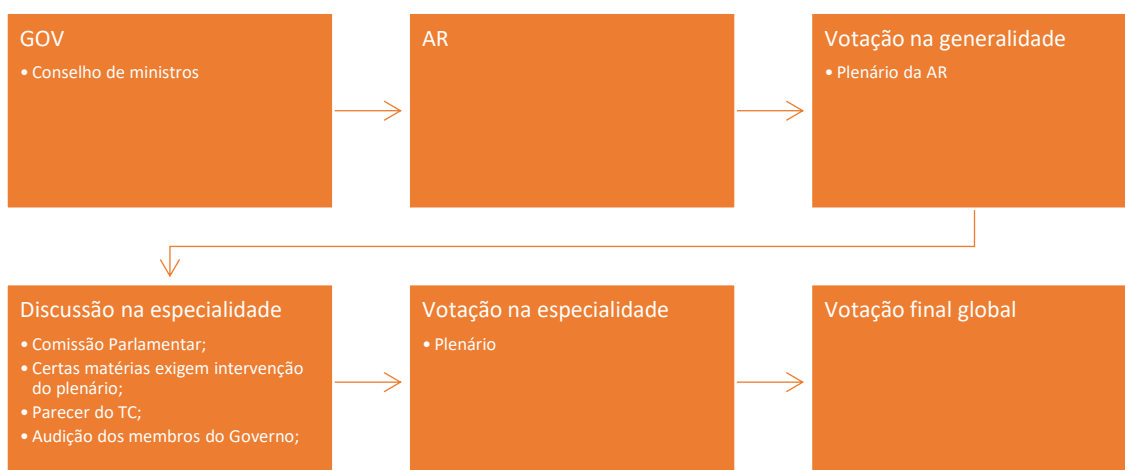 GOV
• Conselho de ministros
AR
Votação na generalidade
• Plenário da AR
Discussão na especialidade
• Comissão Parlamentar;
• Certas matérias exigem intervenção
do plenário;
• Parecer do TC;
• Audição dos membros do Governo;
Votação na especialidade
• Plenário
Votação final global